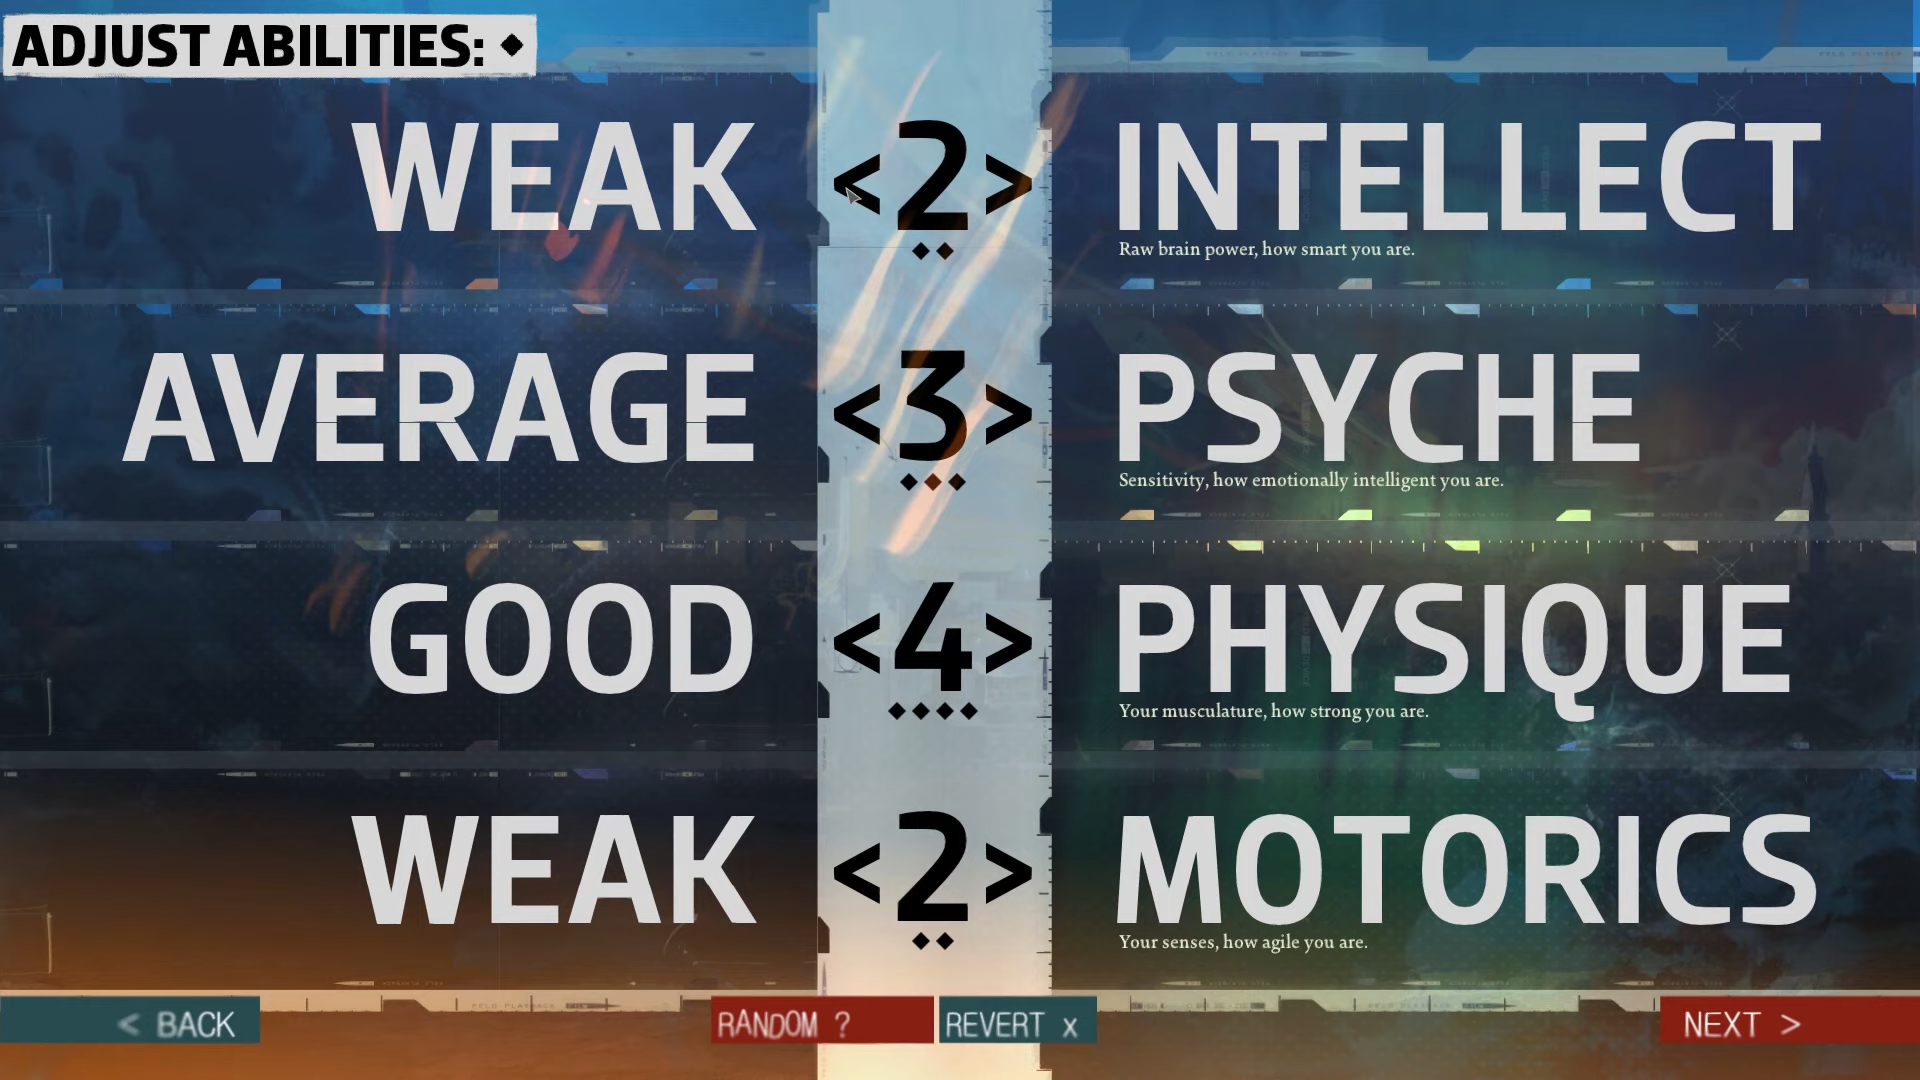 ADJUST ABILITIES: ◆
WEAK <2> INTELLECT
Raw brain power, how smart you are.
AVERAGE <3> PSYCHE
Sensitivity, how emotionally intelligent you are.
GOOD <4> PHYSIQUE
Your musculature, how strong you are.
WEAK <2> MOTORICS
Your senses, how agile you are.
< BACK
RANDOM ?
REVERT x
NEXT >